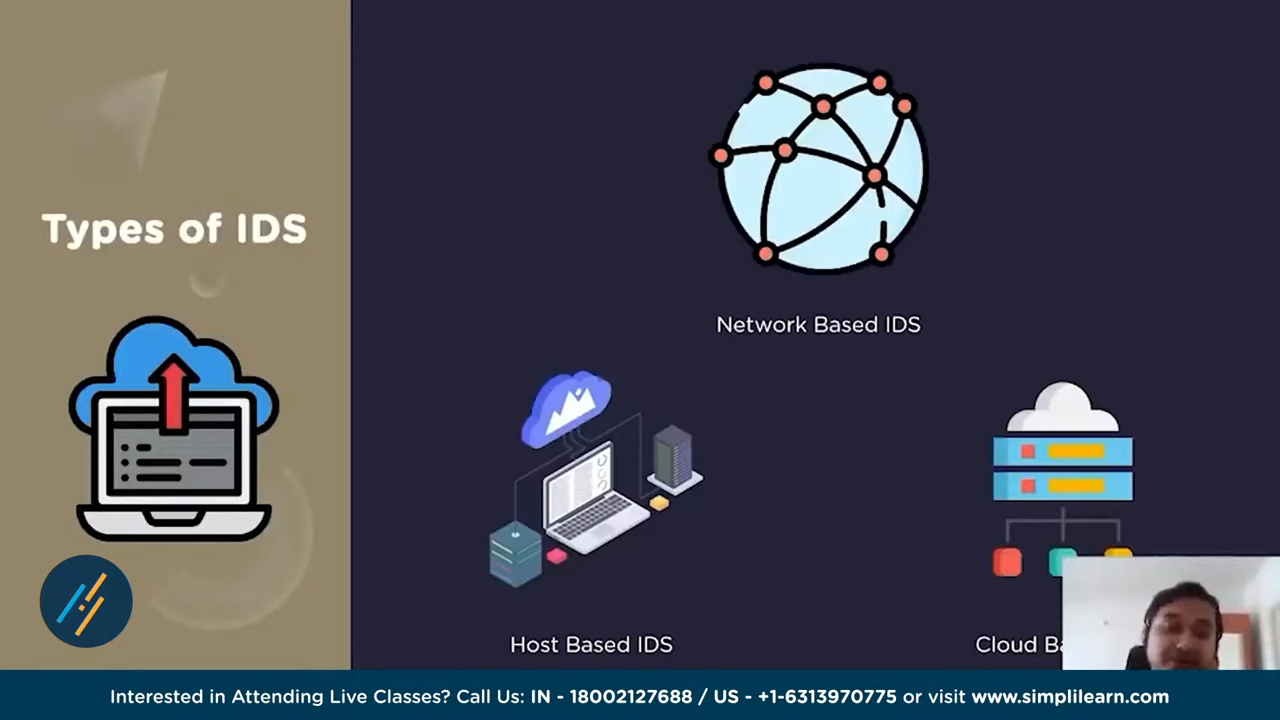 Types of IDS
Network Based IDS
Host Based IDS
Cloud
Interested in Attending Live Classes? Call Us: IN - 18002127688 / US - +1-6313970775 or visit www.simplilearn.com